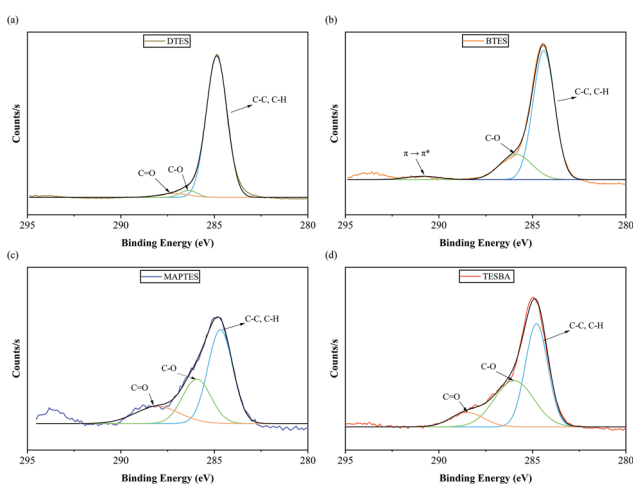 (a)
DTES
Counts/s
C-C, C-H
C-O
C=O
295 290 285 280
Binding Energy (eV)
(b)
BTES
Counts/s
C-C, C-H
C-O
π→π*
295 290 285 280
Binding Energy (eV)
(c)
MAPTES
Counts/s
C-C, C-H
C-O
C=O
295 290 285 280
Binding Energy (eV)
(d)
TESBA
Counts/s
C-C, C-H
C-O
C=O
295 290 285 280
Binding Energy (eV)